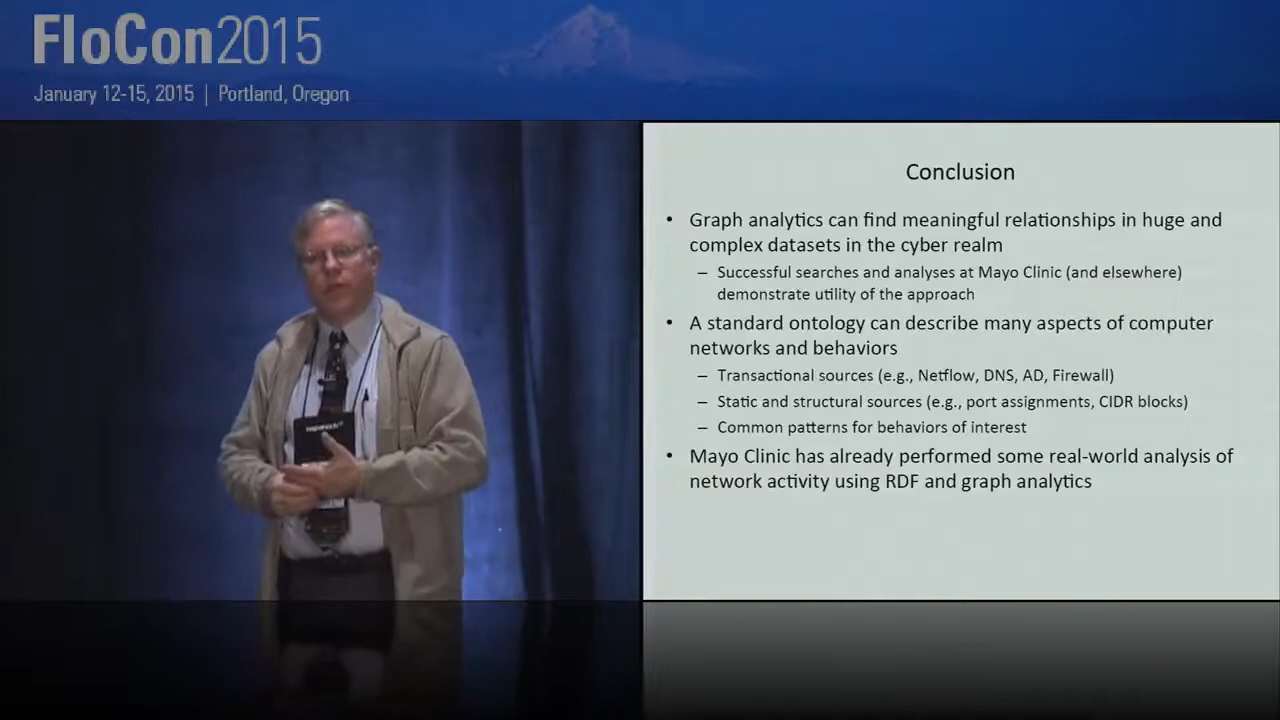 FloCon2015
January 12-15, 2015 | Portland, Oregon
Conclusion
• Graph analytics can find meaningful relationships in huge and
complex datasets in the cyber realm
– Successful searches and analyses at Mayo Clinic (and elsewhere)
demonstrate utility of the approach
• A standard ontology can describe many aspects of computer
networks and behaviors
– Transactional sources (e.g., Netflow, DNS, AD, Firewall)
– Static and structural sources (e.g., port assignments, CIDR blocks)
– Common patterns for behaviors of interest
• Mayo Clinic has already performed some real-world analysis of
network activity using RDF and graph analytics